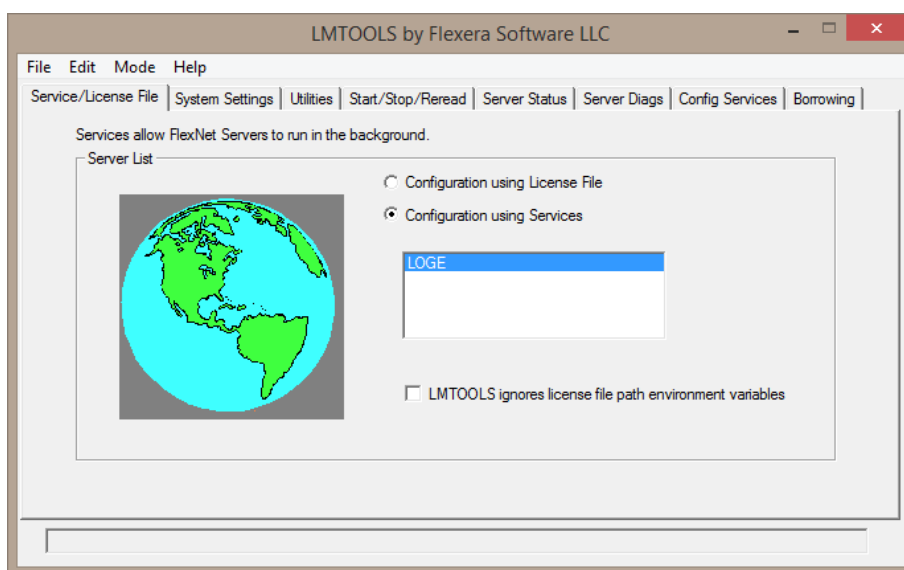 LMTOOLS by Flexera Software LLC
File Edit Mode Help
Service/License File System Settings Utilities Start/Stop/Reread Server Status Server Diags Config Services Borrowing
Services allow FlexNet Servers to run in the background.
Server List
Configuration using License File
Configuration using Services
LOGE
LMTOOLS ignores license file path environment variables